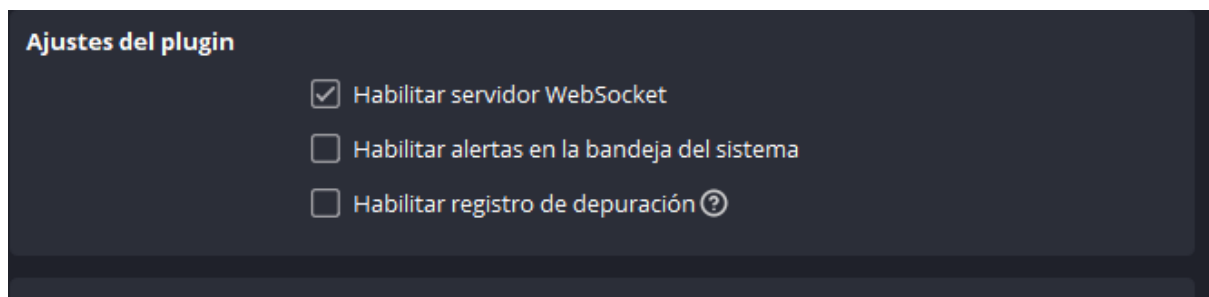 Ajustes del plugin
Habilitar servidor WebSocket
Habilitar alertas en la bandeja del sistema
Habilitar registro de depuración